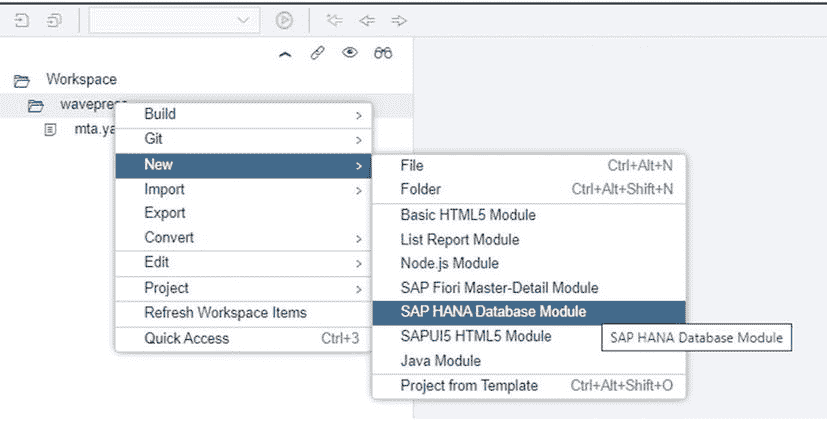 Workspace
wavepress
mta.ya
Build
Git
New
Import
Export
Convert
Edit
Project
Refresh Workspace Items
Quick Access Ctrl+3
File Ctrl+Alt+N
Folder Ctrl+Alt+Shift+N
Basic HTML5 Module
List Report Module
Node.js Module
SAP Fiori Master-Detail Module
SAP HANA Database Module
SAPUI5 HTML5 Module
SAP HANA Database Module
Java Module
Project from Template Ctrl+Alt+Shift+O